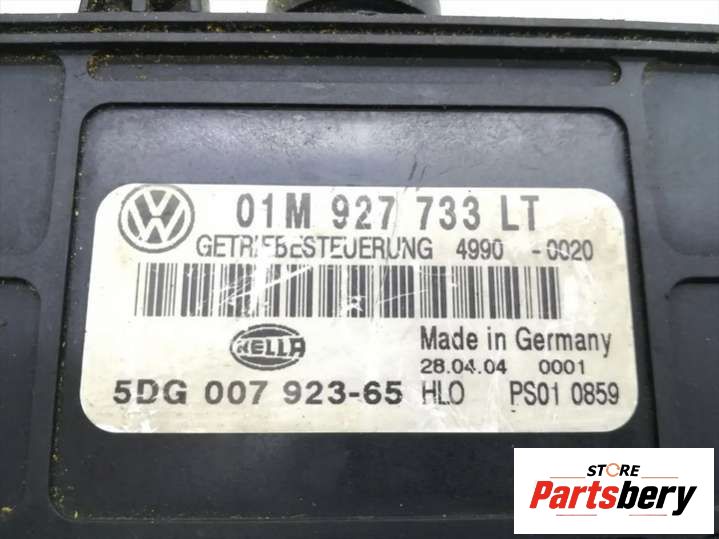 01M 927 733 LT
GETRIEBESTEUERUNG 4990 -0020
HELLA
Made in Germany
28.04.04 0001
5DG 007 923-65 HLO PS01 0859
STORE
Partsbery